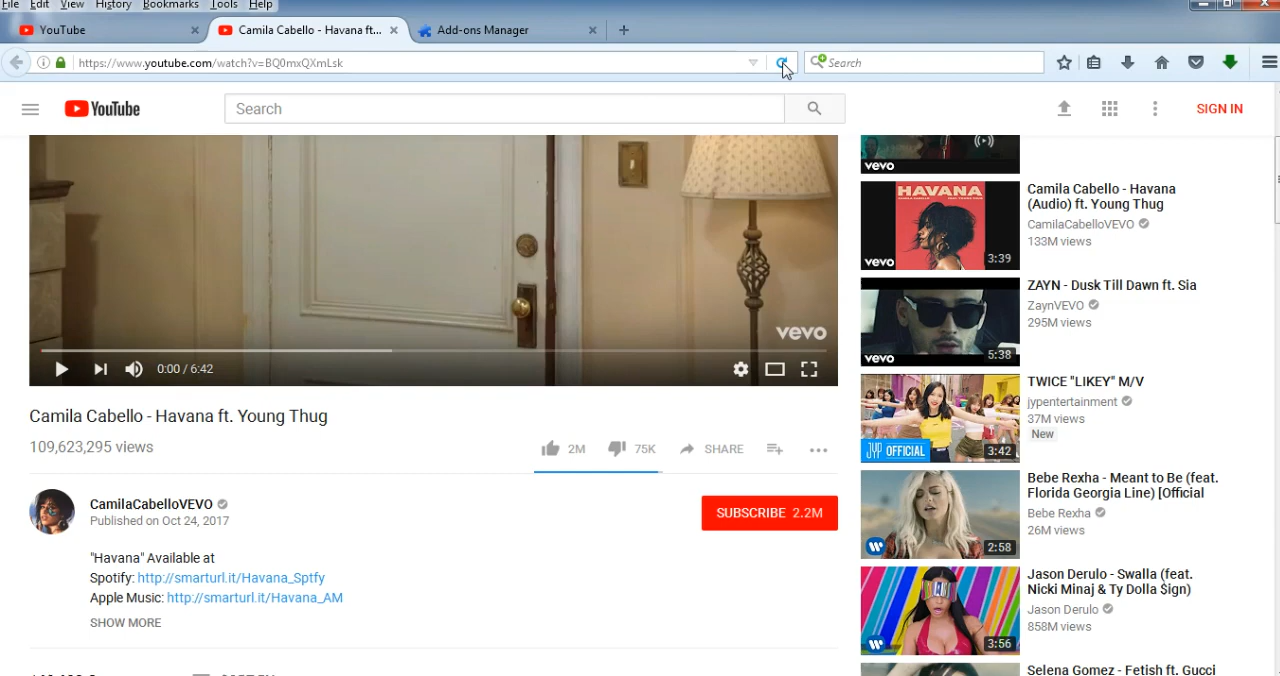 File Edit View History Bookmarks Tools Help
YouTube
Camila Cabello - Havana ft...
Add-ons Manager
https://www.youtube.com/watch?v=BQ0mxQXmLsk
Search
YouTube
Search
SIGN IN
vevo
0:00 / 6:42
Camila Cabello - Havana ft. Young Thug
109,623,295 views
2M
75K
SHARE
CamilaCabelloVEVO
Published on Oct 24, 2017
SUBSCRIBE 2.2M
"Havana" Available at
Spotify: http://smarturl.it/Havana_Sptfy
Apple Music: http://smarturl.it/Havana_AM
SHOW MORE
vevo
HAVANA
vevo
3:39
Camila Cabello - Havana
(Audio) ft. Young Thug
CamilaCabelloVEVO
133M views
vevo
5:38
ZAYN - Dusk Till Dawn ft. Sia
ZaynVEVO
295M views
JYP OFFICIAL
3:42
TWICE "LIKEY" M/V
jypentertainment
37M views
New
2:58
Bebe Rexha - Meant to Be (feat.
Florida Georgia Line) [Official
Bebe Rexha
26M views
3:56
Jason Derulo - Swalla (feat.
Nicki Minaj & Ty Dolla $ign)
Jason Derulo
858M views
Selena Gomez - Fetish ft. Gucci